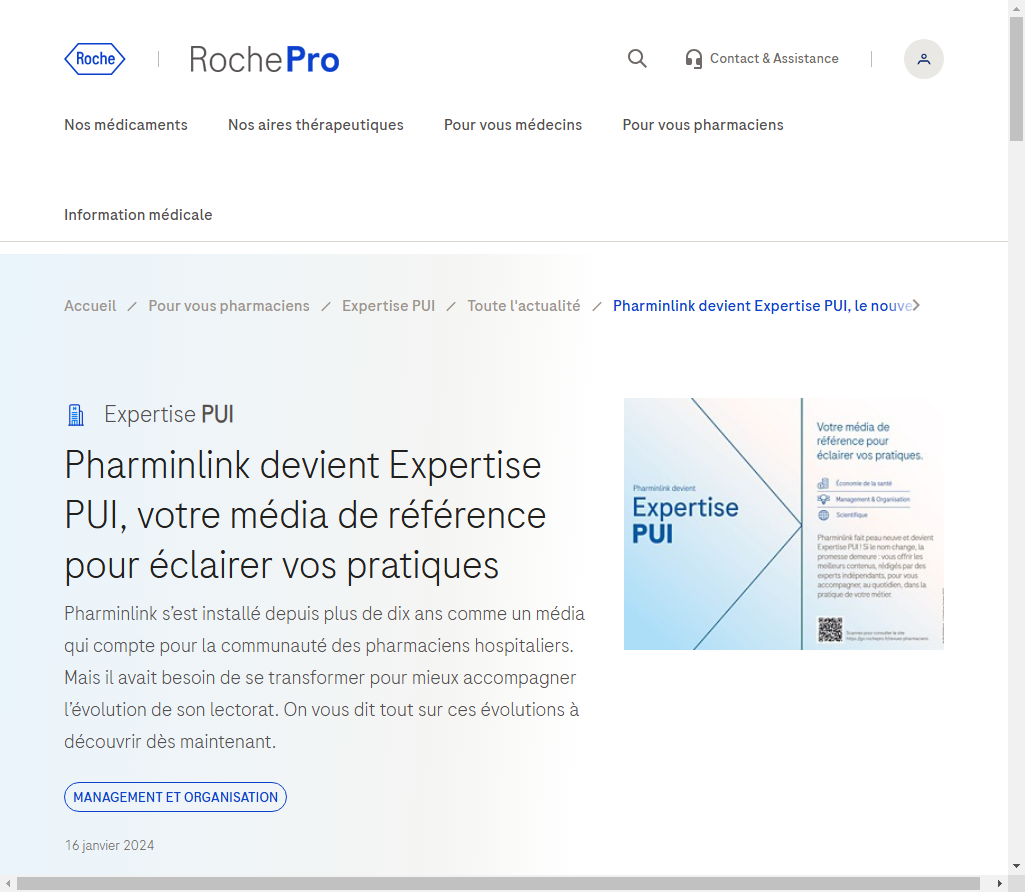 Roche
RochePro
Contact & Assistance
Nos médicaments
Nos aires thérapeutiques
Pour vous médecins
Pour vous pharmaciens
Information médicale
Accueil / Pour vous pharmaciens / Expertise PUI / Toute l'actualité / Pharminlink devient Expertise PUI, le nouve
Expertise PUI
Pharminlink devient Expertise
PUI, votre média de référence
pour éclairer vos pratiques
Pharminlink s’est installé depuis plus de dix ans comme un média
qui compte pour la communauté des pharmaciens hospitaliers.
Mais il avait besoin de se transformer pour mieux accompagner
l’évolution de son lectorat. On vous dit tout sur ces évolutions à
découvrir dès maintenant.
MANAGEMENT ET ORGANISATION
16 janvier 2024
Pharminlink devient
Expertise
PUI
Votre média de
référence pour
éclairer vos pratiques.
Économie de la santé
Management & Organisation
Scientifique
Pharminlink fait peau neuve et devient
Expertise PUI ! Si le nom change, la
promesse demeure : vous offrir les
meilleurs contenus, rédigés par des
experts indépendants, pour vous
accompagner, au quotidien, dans la
pratique de votre métier.
Scannez pour consulter le site